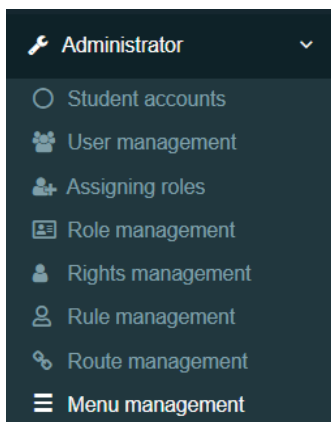 Administrator
Student accounts
User management
Assigning roles
Role management
Rights management
Rule management
Route management
Menu management